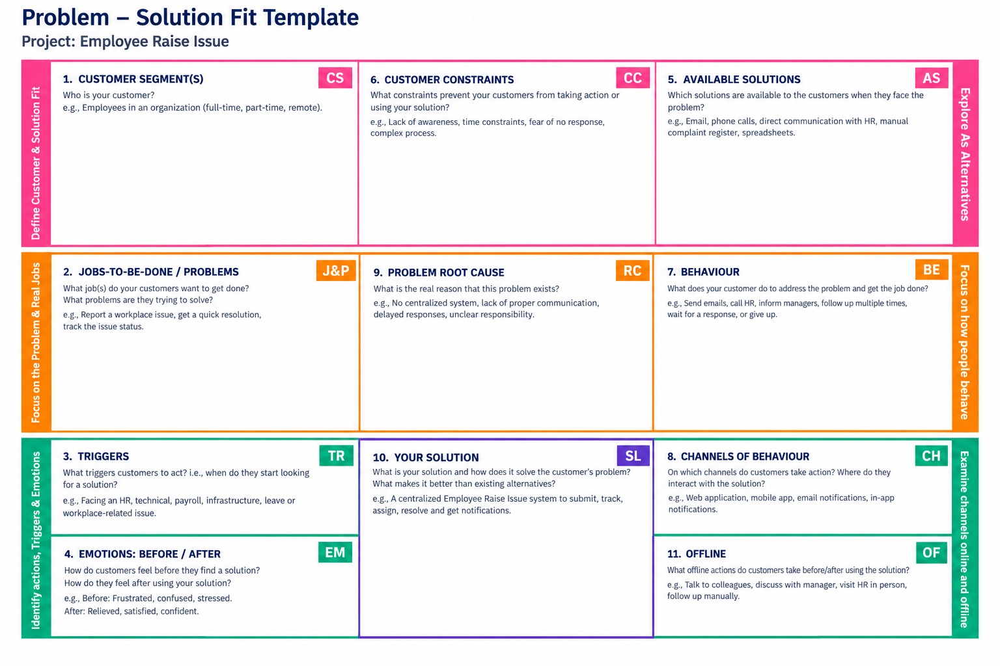 Problem – Solution Fit Template
Project: Employee Raise Issue
Define Customer & Solution Fit
1. CUSTOMER SEGMENT(S)
CS
Who is your customer?
e.g., Employees in an organization (full-time, part-time, remote).
6. CUSTOMER CONSTRAINTS
CC
What constraints prevent your customers from taking action or
using your solution?
e.g., Lack of awareness, time constraints, fear of no response,
complex process.
5. AVAILABLE SOLUTIONS
AS
Which solutions are available to the customers when they face the
problem?
e.g., Email, phone calls, direct communication with HR, manual
complaint register, spreadsheets.
Explore As Alternatives
Focus on the Problem & Real Jobs
2. JOBS-TO-BE-DONE / PROBLEMS
J&P
What job(s) do your customers want to get done?
What problems are they trying to solve?
e.g., Report a workplace issue, get a quick resolution,
track the issue status.
9. PROBLEM ROOT CAUSE
RC
What is the real reason that this problem exists?
e.g., No centralized system, lack of proper communication,
delayed responses, unclear responsibility.
7. BEHAVIOUR
BE
What does your customer do to address the problem and get the job done?
e.g., Send emails, call HR, inform managers, follow up multiple times,
wait for a response, or give up.
Focus on how people behave
Identify actions, Triggers & Emotions
3. TRIGGERS
TR
What triggers customers to act? i.e., when do they start looking
for a solution?
e.g., Facing an HR, technical, payroll, infrastructure, leave or
workplace-related issue.
4. EMOTIONS: BEFORE / AFTER
EM
How do customers feel before they find a solution?
How do they feel after using your solution?
e.g., Before: Frustrated, confused, stressed.
After: Relieved, satisfied, confident.
10. YOUR SOLUTION
SL
What is your solution and how does it solve the customer's problem?
What makes it better than existing alternatives?
e.g., A centralized Employee Raise Issue system to submit, track,
assign, resolve and get notifications.
8. CHANNELS OF BEHAVIOUR
CH
On which channels do customers take action? Where do they
interact with the solution?
e.g., Web application, mobile app, email notifications, in-app
notifications.
11. OFFLINE
OF
What offline actions do customers take before/after using the solution?
e.g., Talk to colleagues, discuss with manager, visit HR in person,
follow up manually.
Examine channels online and offline